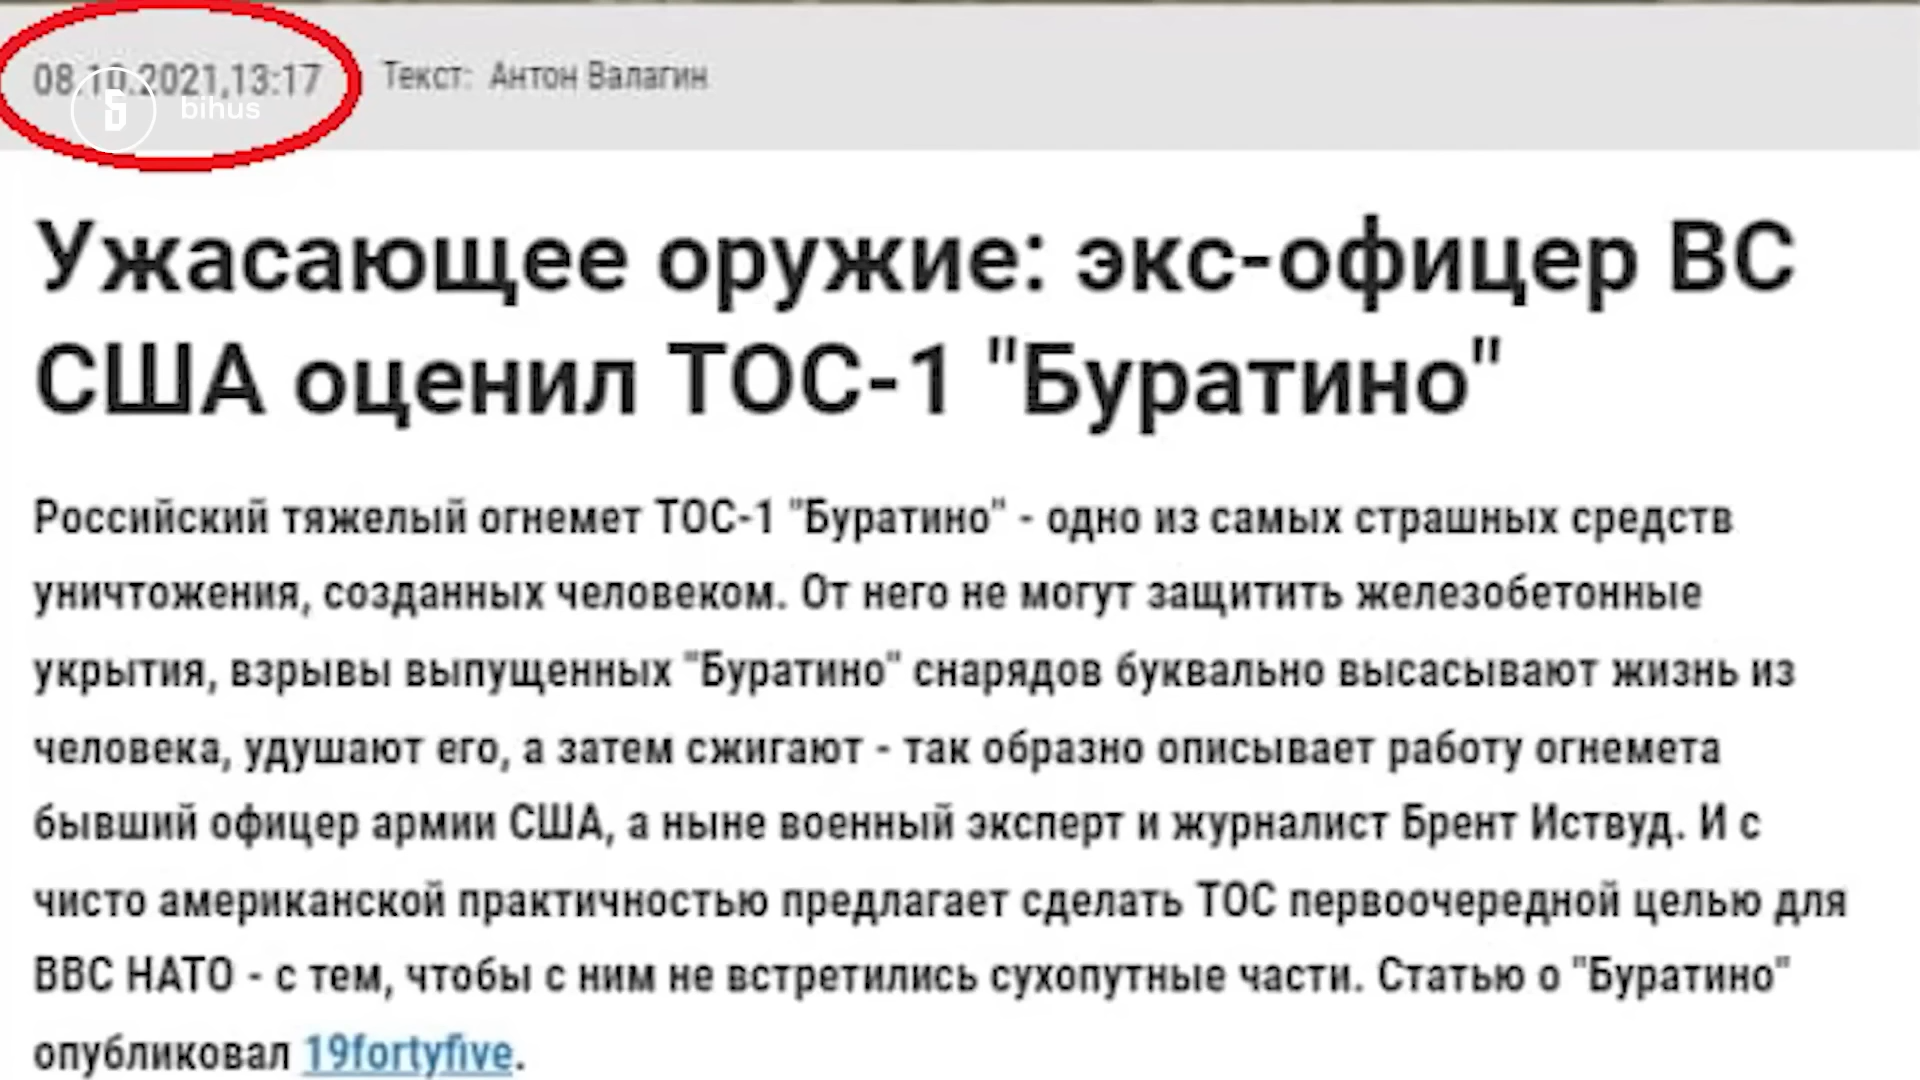 08.10.2021,13:17 Текст: Антон Валагин
bihus
Ужасающее оружие: экс-офицер ВС
США оценил ТОС-1 "Буратино"
Российский тяжелый огнемет ТОС-1 "Буратино" - одно из самых страшных средств
уничтожения, созданных человеком. От него не могут защитить железобетонные
укрытия, взрывы выпущенных "Буратино" снарядов буквально высасывают жизнь из
человека, удушают его, а затем сжигают - так образно описывает работу огнемета
бывший офицер армии США, а ныне военный эксперт и журналист Брент Иствуд. И с
чисто американской практичностью предлагает сделать ТОС первоочередной целью для
ВВС НАТО - с тем, чтобы с ним не встретились сухопутные части. Статью о "Буратино"
опубликовал 19fortyfive.